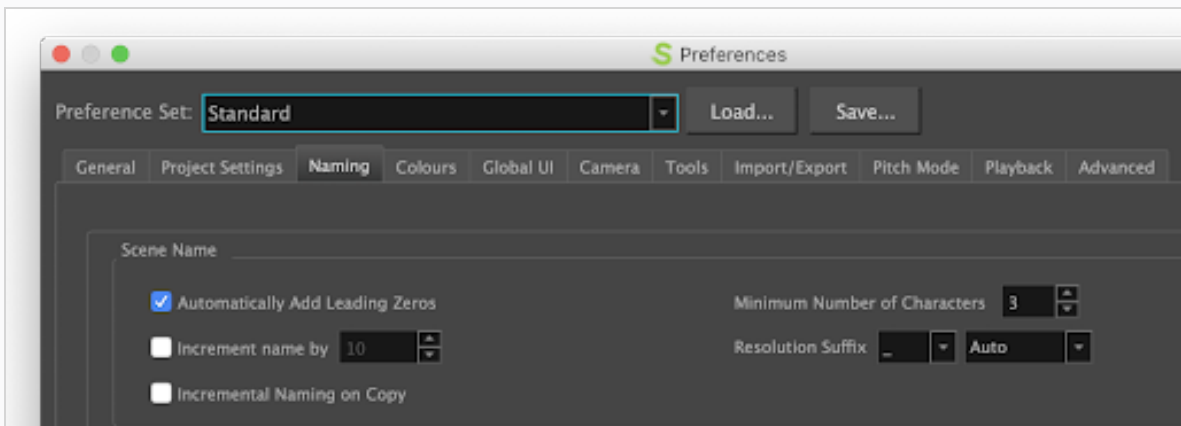 Preferences
Preference Set: Standard Load... Save...
General Project Settings Naming Colours Global UI Camera Tools Import/Export Pitch Mode Playback Advanced
Scene Name
Automatically Add Leading Zeros Minimum Number of Characters 3
Increment name by 10 Resolution Suffix _ Auto
Incremental Naming on Copy